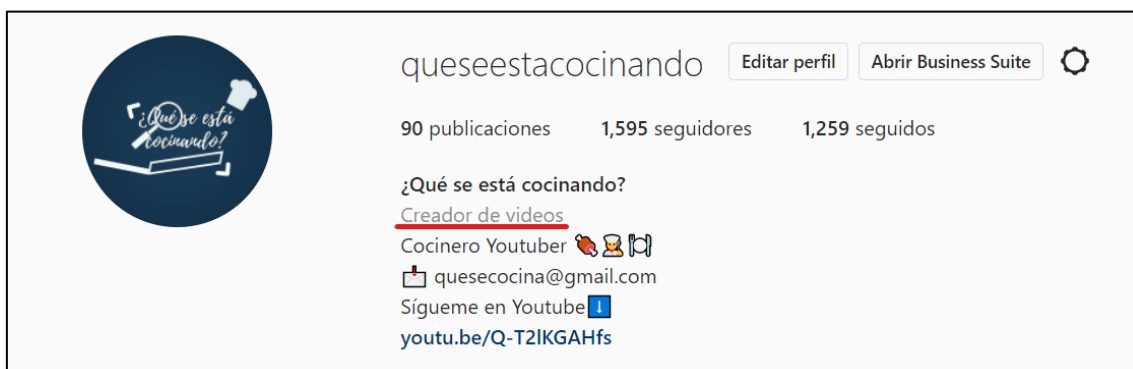 ¿Qué se está
cocinando?
queseestacocinando Editar perfil Abrir Business Suite
90 publicaciones 1,595 seguidores 1,259 seguidos
¿Qué se está cocinando?
Creador de videos
Cocinero Youtuber 🍖👨‍🍳🍽
📩 quesecocina@gmail.com
Sígueme en Youtube⬇
youtu.be/Q-T2lKGAHfs